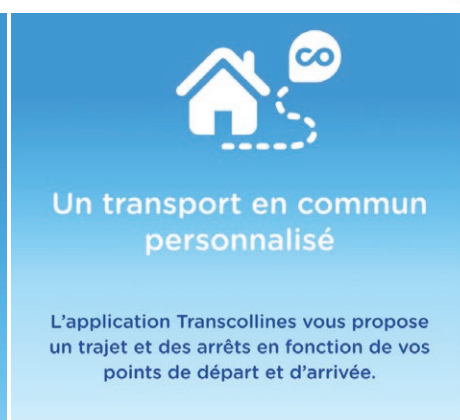 Un transport en commun
personnalisé
L'application Transcollines vous propose
un trajet et des arrêts en fonction de vos
points de départ et d'arrivée.